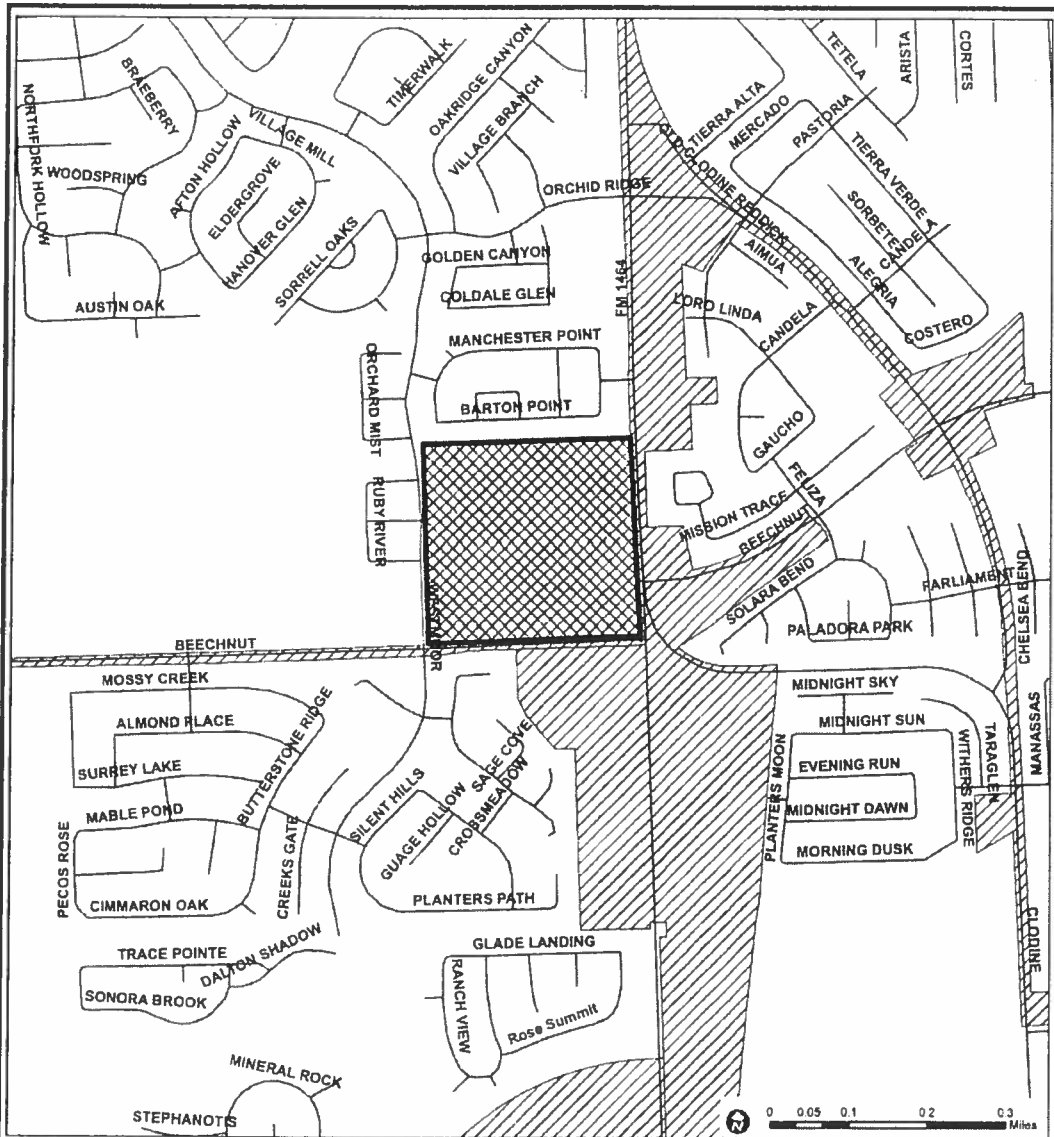 BRAEBERRY
NORTHFORK HOLLOW
WOODSPRING
VILLAGE MILL
AFTON HOLLOW
ELDERGROVE
HANOVER GLEN
SORRELL OAKS
AUSTIN OAK
TIMERWALK
OAKRIDGE CANYON
VILLAGE BRANCH
ORCHID RIDGE
GOLDEN CANYON
COLDALE GLEN
MANCHESTER POINT
BARTON POINT
ORCHARD MIST
RUBY RIVER
WESTMOOR
FM 1464
TETELA
ARISTA
CORTES
TIERRA ALTA
MERCADO
PASTORIA
OLD CLODINE REDDICK
TIERRA VERDE
SORBETE
CANDELA
ALEGRIA
COSTERO
AIMUA
LORD LINDA
CANDELA
GAUCHO
FEUZA
MISSION TRACE
BEECHNUT
SOLARA BEND
PARLIAMENT
PALADORA PARK
CHELSEA BEND
MANASSAS
CLODINE
BEECHNUT
MOSSY CREEK
ALMOND PLACE
SURREY LAKE
MABLE POND
BUTTERSTONE RIDGE
PECOS ROSE
CIMMARON OAK
CREEKS GATE
SILENT HILLS
GUAGE HOLLOW
SAGE COVE
CROBSMEADOW
PLANTERS PATH
TRACE POINTE
DALTON SHADOW
SONORA BROOK
GLADE LANDING
RANCH VIEW
Rose Summit
MINERAL ROCK
STEPHANOTIS
MIDNIGHT SKY
MIDNIGHT SUN
EVENING RUN
MIDNIGHT DAWN
MORNING DUSK
PLANTERS MOON
WITHERS RIDGE
TARAGLEN
N
0 0.05 0.1 0.2 0.3
Miles